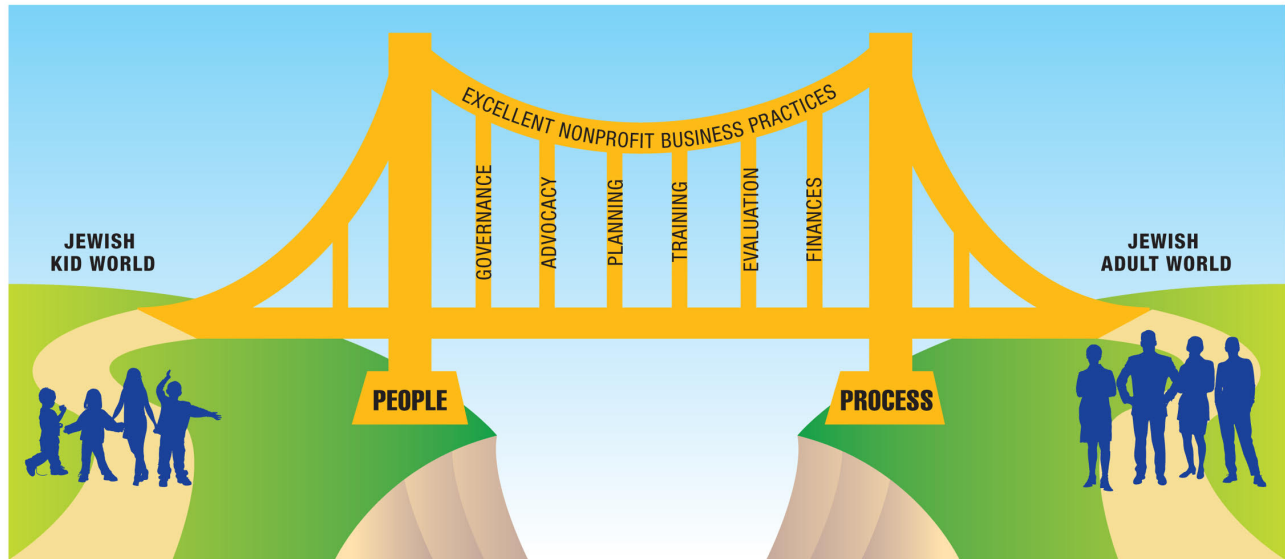 EXCELLENT NONPROFIT BUSINESS PRACTICES
GOVERNANCE
ADVOCACY
PLANNING
TRAINING
EVALUATION
FINANCES
JEWISH
KID WORLD
JEWISH
ADULT WORLD
PEOPLE
PROCESS